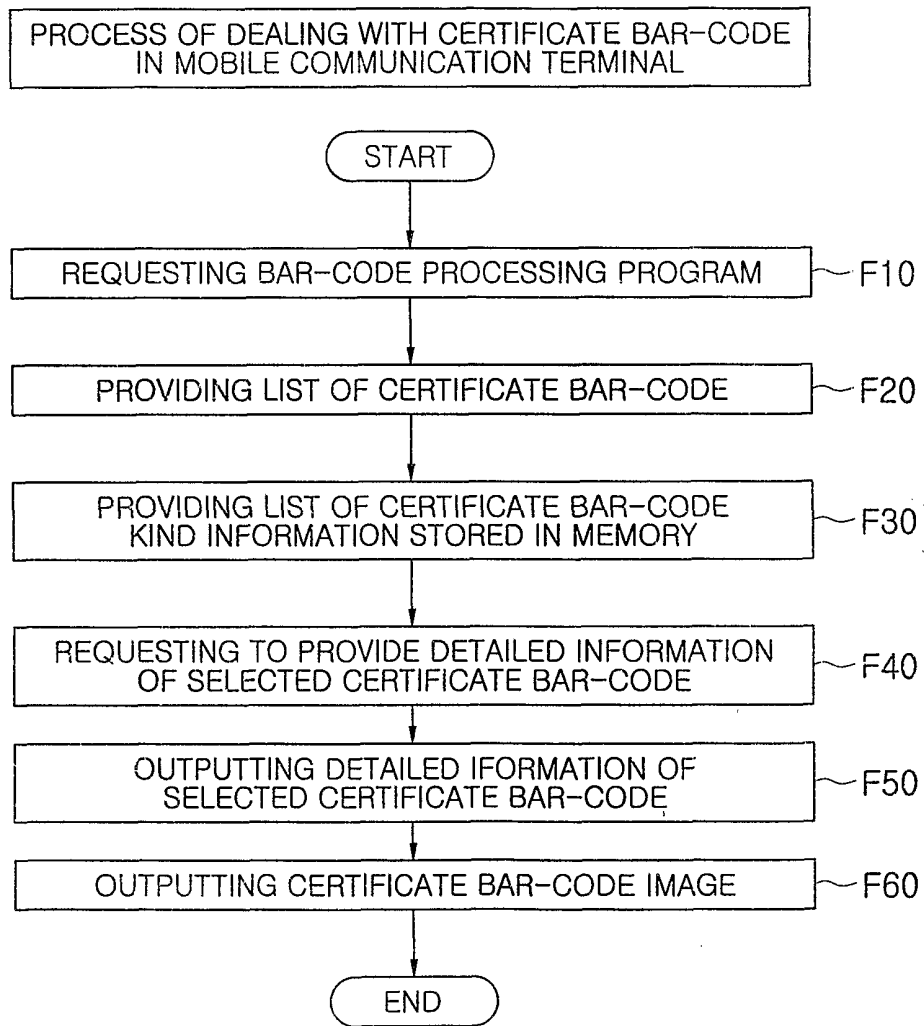 PROCESS OF DEALING WITH CERTIFICATE BAR-CODE
IN MOBILE COMMUNICATION TERMINAL
START
REQUESTING BAR-CODE PROCESSING PROGRAM
F10
PROVIDING LIST OF CERTIFICATE BAR-CODE
F20
PROVIDING LIST OF CERTIFICATE BAR-CODE
KIND INFORMATION STORED IN MEMORY
F30
REQUESTING TO PROVIDE DETAILED INFORMATION
OF SELECTED CERTIFICATE BAR-CODE
F40
OUTPUTTING DETAILED IFORMATION OF
SELECTED CERTIFICATE BAR-CODE
F50
OUTPUTTING CERTIFICATE BAR-CODE IMAGE
F60
END